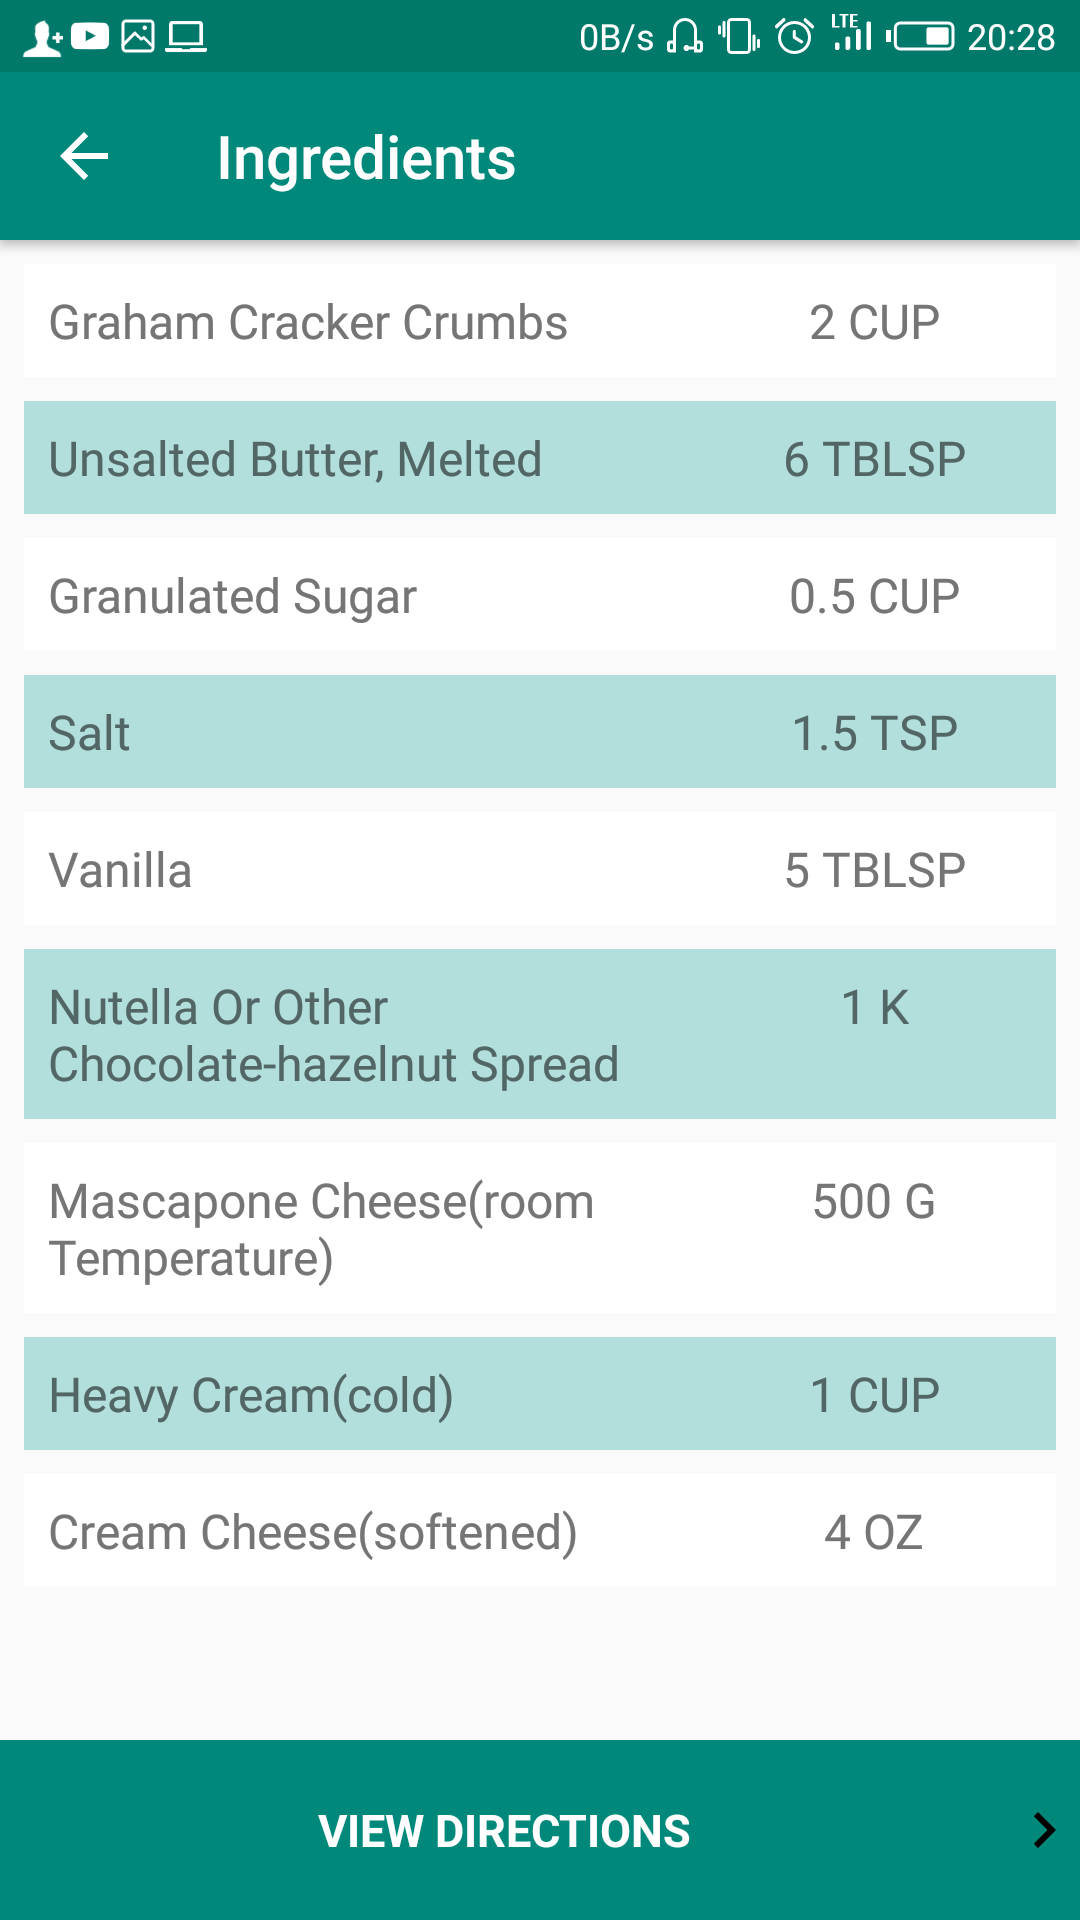 0B/s LTE 20:28
Ingredients
Graham Cracker Crumbs 2 CUP
Unsalted Butter, Melted 6 TBLSP
Granulated Sugar 0.5 CUP
Salt 1.5 TSP
Vanilla 5 TBLSP
Nutella Or Other 1 K
Chocolate-hazelnut Spread
Mascapone Cheese(room 500 G
Temperature)
Heavy Cream(cold) 1 CUP
Cream Cheese(softened) 4 OZ
VIEW DIRECTIONS